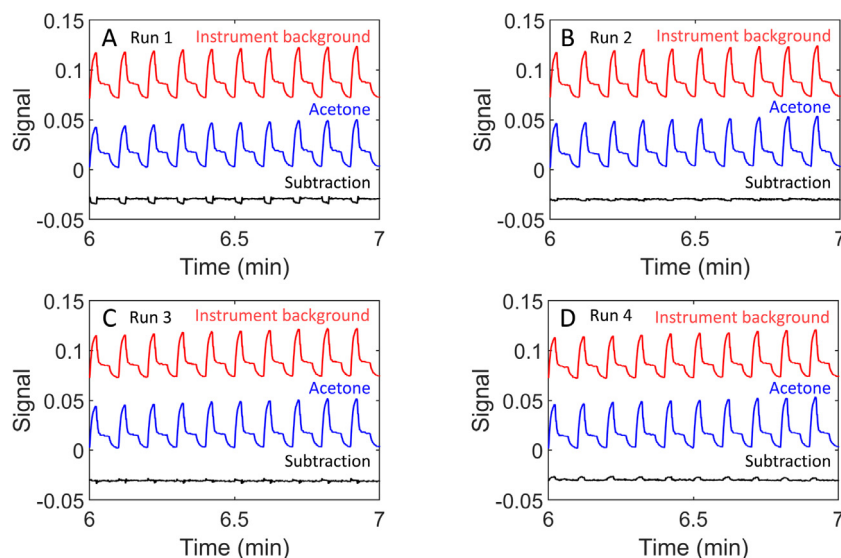 A Run 1 Instrument background
0.15
0.1
Acetone
0.05
0
Subtraction
-0.05
Signal
6 6.5 7
Time (min)
B Run 2 Instrument background
0.15
0.1
Acetone
0.05
0
Subtraction
-0.05
Signal
6 6.5 7
Time (min)
C Run 3 Instrument background
0.15
0.1
Acetone
0.05
0
Subtraction
-0.05
Signal
6 6.5 7
Time (min)
D Run 4 Instrument background
0.15
0.1
Acetone
0.05
0
Subtraction
-0.05
Signal
6 6.5 7
Time (min)